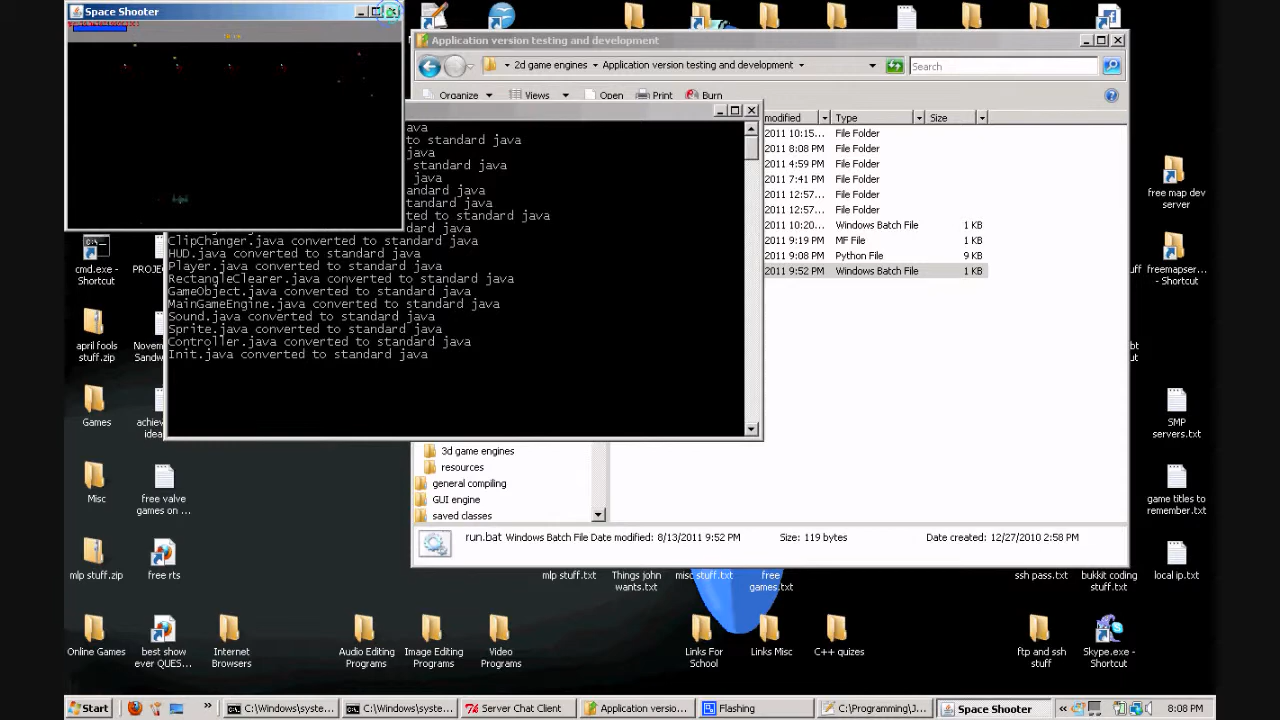 Space Shooter
Application version testing and development
2d game engines
Application version testing and development
Search
Organize
Views
Open
Print
Burn
modified
Type
Size
2011 10:15... File Folder
2011 8:08 PM File Folder
2011 4:59 PM File Folder
2011 7:41 PM File Folder
2011 12:57... File Folder
2011 12:57... File Folder
2011 10:20... Windows Batch File 1 KB
2011 9:19 PM MF File 1 KB
2011 9:08 PM Python File 9 KB
2011 9:52 PM Windows Batch File 1 KB
ava
to standard java
java
standard java
java
andard java
tandard java
ted to standard java
ndard java
ClipChanger.java converted to standard java
HUD.java converted to standard java
Player.java converted to standard java
RectangleClearer.java converted to standard java
GameObject.java converted to standard java
MainGameEngine.java converted to standard java
Sound.java converted to standard java
Sprite.java converted to standard java
Controller.java converted to standard java
Init.java converted to standard java
3d game engines
resources
general compiling
GUI engine
saved classes
run.bat Windows Batch File Date modified: 8/13/2011 9:52 PM Size: 119 bytes Date created: 12/27/2010 2:58 PM
cmd.exe -
Shortcut
PROJE
april fools
stuff.zip
Novem
Sandw
Games
achiev
idea
Misc
free valve
games on ...
mlp stuff.zip
free rts
mlp stuff.txt
Things john
wants.txt
misc stuff.txt
free
games.txt
ssh pass.txt
bukkit coding
stuff.txt
local ip.txt
free map dev
server
uff
freemapser...
- Shortcut
bt
ut
SMP
servers.txt
game titles to
remember.txt
Online Games
best show
ever QUES...
Internet
Browsers
Audio Editing
Programs
Image Editing
Programs
Video
Programs
Links For
School
Links Misc
C++ quizes
ftp and ssh
stuff
Skype.exe -
Shortcut
Start
C:\Windows\syste...
C:\Windows\syste...
Server Chat Client
Application versio...
Flashing
C:\Programming\J...
Space Shooter
8:08 PM